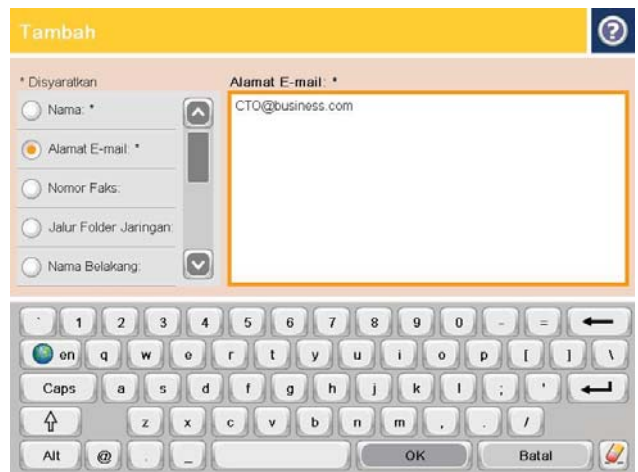 Tambah
?
* Disyaratkan
Alamat E-mail: *
Nama: *
CTO@business.com
Alamat E-mail: *
Nomor Faks:
Jalur Folder Jaringan:
Nama Belakang:
` 1 2 3 4 5 6 7 8 9 0 - =
en q w e r t y u i o p [ ] \
Caps a s d f g h j k l ; '
z x c v b n m , . /
Alt @ . _ OK Batal